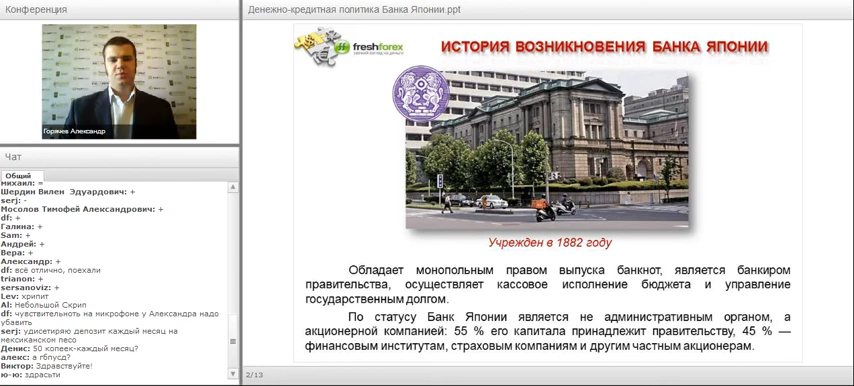 Конференция
Горячев Александр
Чат
Общий
Михаил: =
Шердин Вилен Эдуардович: +
serj: -
Мосолов Тимофей Александрович: +
df: +
Галина: +
Sam: +
Андрей: +
Вера: +
Александр: +
df: всё отлично, поехали
trianon: +
sersanoviz: +
Lev: хрипит
Al: Небольшой Скрип
df: чувствительноть на микрофоне у Александра надо
убавить
serj: удисетиряю депозит каждый месяц на
мексиканском песо
Денис: 50 копеек-каждый месяц?
алекс: а гбпусд?
Виктор: Здравствуйте!
ю-ю: здрасьти
Денежно-кредитная политика Банка Японии.ppt
freshforex
СВЕЖИЙ ВЗГЛЯД НА ДЕНЬГИ
ИСТОРИЯ ВОЗНИКНОВЕНИЯ БАНКА ЯПОНИИ
Учрежден в 1882 году
Обладает монопольным правом выпуска банкнот, является банкиром
правительства, осуществляет кассовое исполнение бюджета и управление
государственным долгом.
По статусу Банк Японии является не административным органом, а
акционерной компанией: 55 % его капитала принадлежит правительству, 45 % —
финансовым институтам, страховым компаниям и другим частным акционерам.
2/13